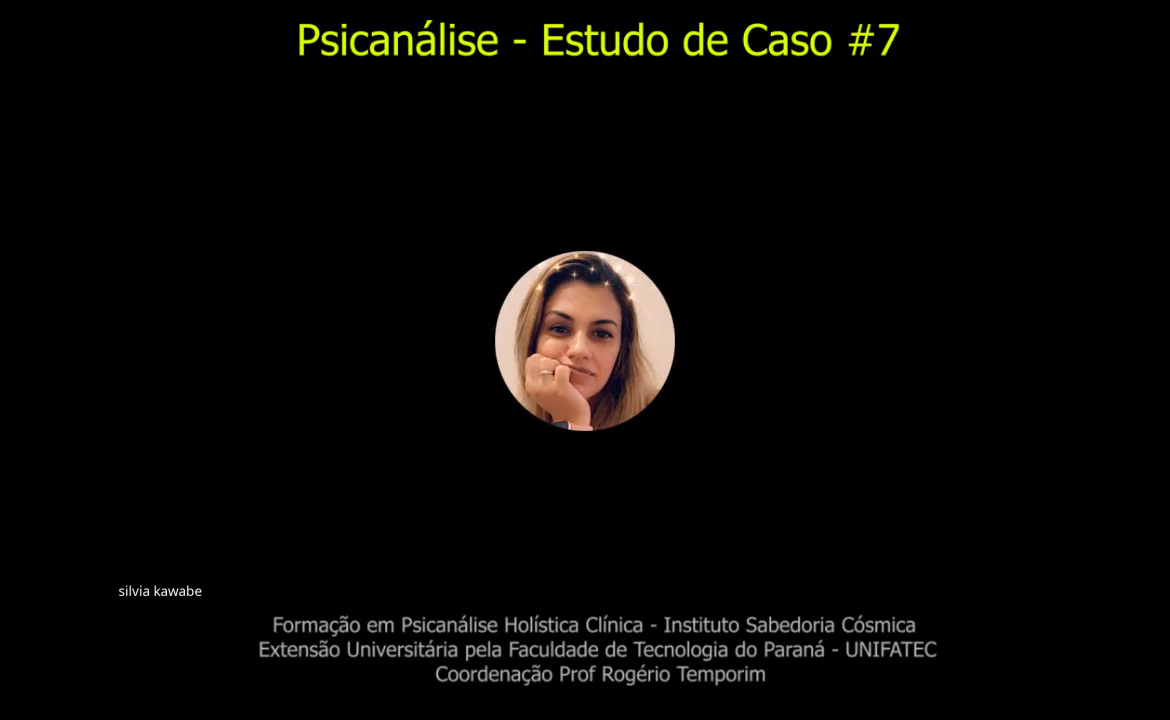 Psicanálise - Estudo de Caso #7
silvia kawabe
Formação em Psicanálise Holística Clínica - Instituto Sabedoria Cósmica
Extensão Universitária pela Faculdade de Tecnologia do Paraná - UNIFATEC
Coordenação Prof Rogério Temporim